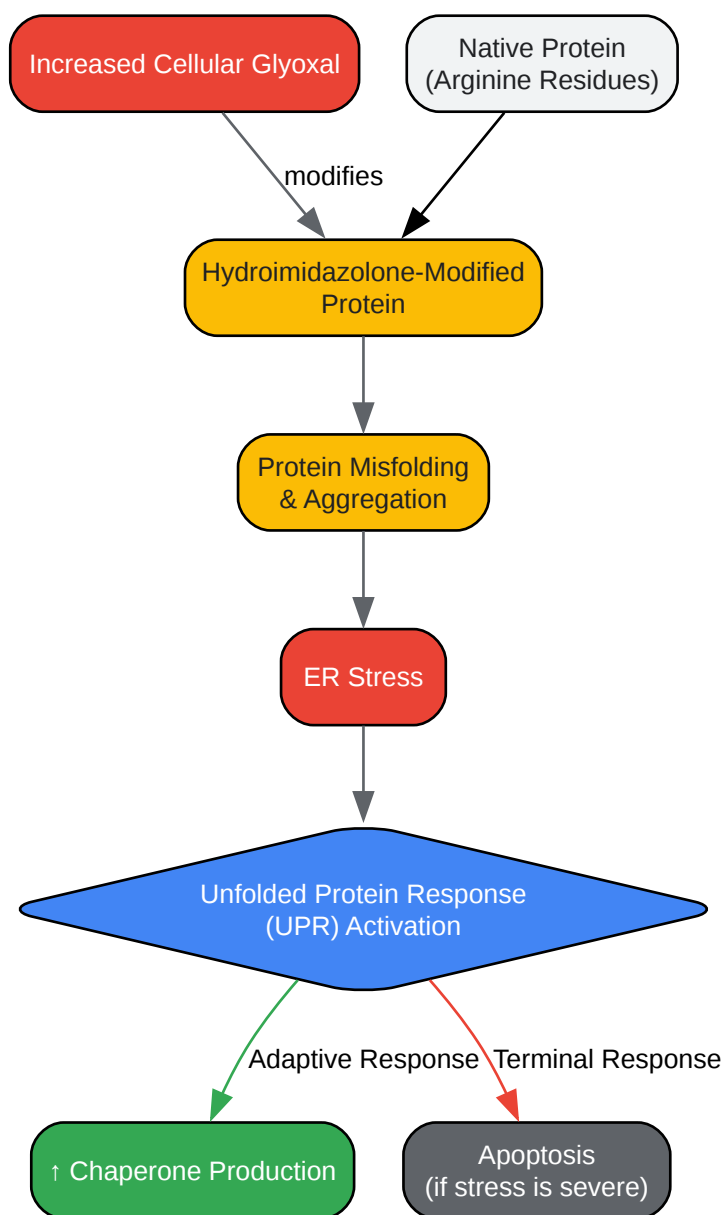 Increased Cellular Glyoxal
Native Protein
(Arginine Residues)
modifies
Hydroimidazolone-Modified
Protein
Protein Misfolding
& Aggregation
ER Stress
Unfolded Protein Response
(UPR) Activation
Adaptive Response
Terminal Response
↑ Chaperone Production
Apoptosis
(if stress is severe)